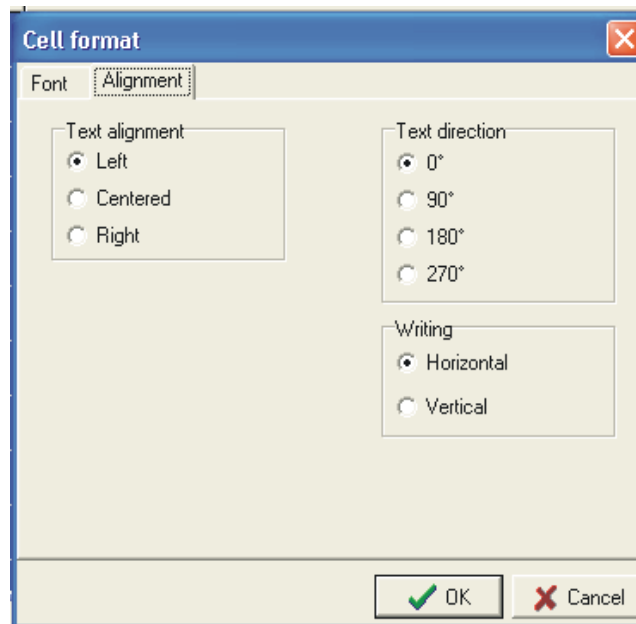 Cell format
Font Alignment
Text alignment
Left
Centered
Right
Text direction
0°
90°
180°
270°
Writing
Horizontal
Vertical
OK Cancel